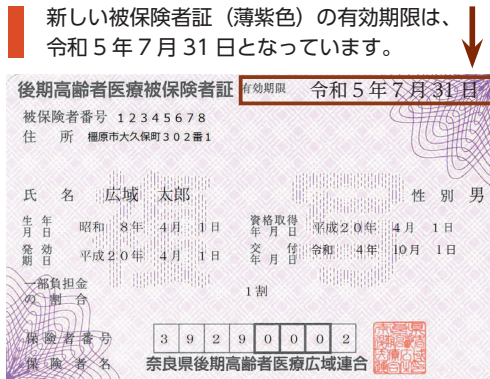 新しい被保険者証（薄紫色）の有効期限は、
令和５年７月31日となっています。
後期高齢者医療被保険者証 有効期限 令和５年７月31日
被保険者番号 １２３４５６７８
住所 橿原市大久保町３０２番１
氏名 広域 太郎 性別 男
生年月日 昭和 8年 4月 1日 資格取得年月日 平成２０年 4月 1日
発効期日 平成２０年 4月 1日 交付年月日 令和 4年 10月 1日
一部負担金の割合 1割
保険者番号 3 9 2 9 0 0 0 2
保険者名 奈良県後期高齢者医療広域連合